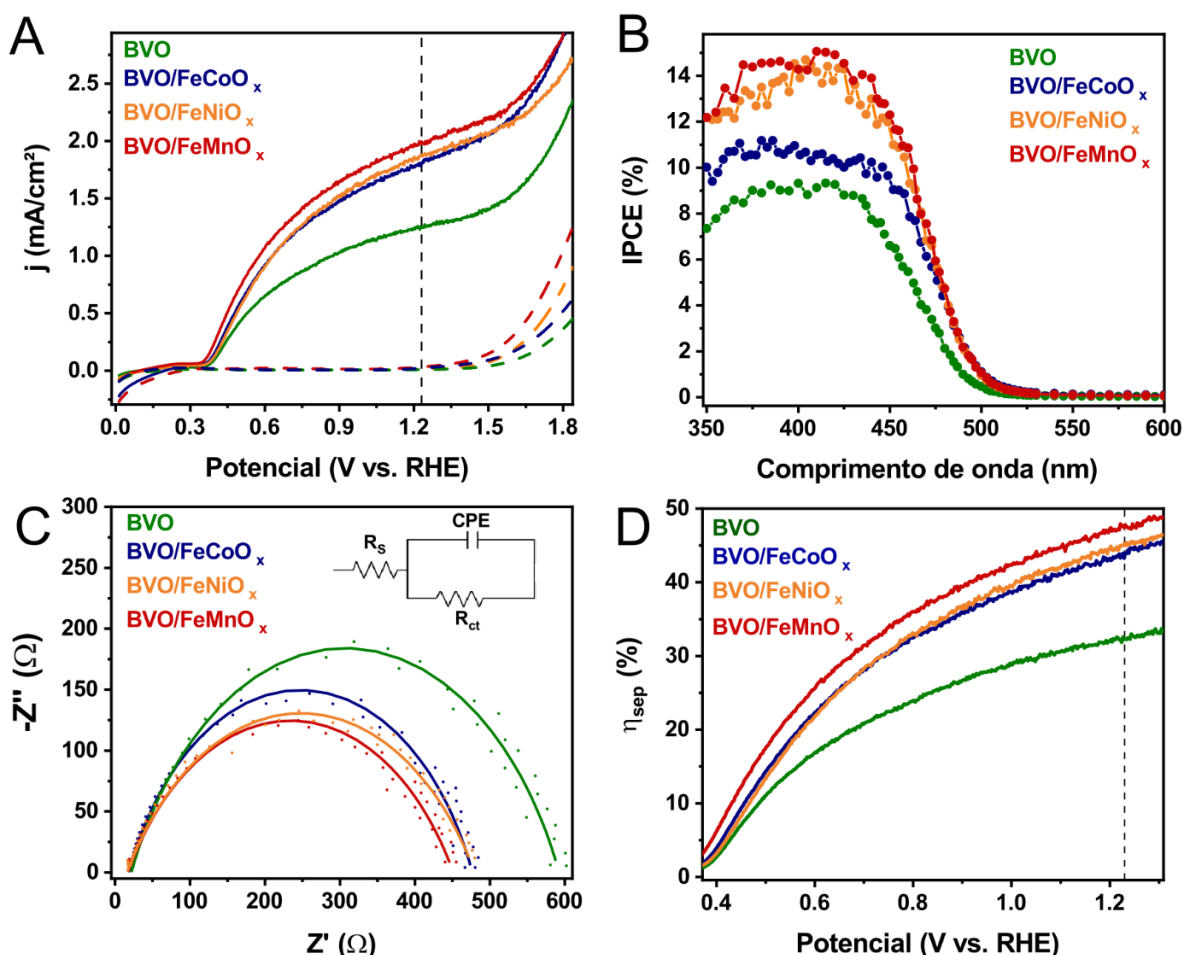 A
BVO
BVO/FeCoOx
BVO/FeNiOx
BVO/FeMnOx
j (mA/cm²)
2.5
2.0
1.5
1.0
0.5
0.0
0.0 0.3 0.6 0.9 1.2 1.5 1.8
Potencial (V vs. RHE)
B
BVO
BVO/FeCoOx
BVO/FeNiOx
BVO/FeMnOx
IPCE (%)
14
12
10
8
6
4
2
0
350 400 450 500 550 600
Comprimento de onda (nm)
C
BVO
BVO/FeCoOx
BVO/FeNiOx
BVO/FeMnOx
CPE
RS
Rct
-Z" (Ω)
300
250
200
150
100
50
0
0 100 200 300 400 500 600
Z' (Ω)
D
BVO
BVO/FeCoOx
BVO/FeNiOx
BVO/FeMnOx
ηsep (%)
50
40
30
20
10
0
0.4 0.6 0.8 1.0 1.2
Potencial (V vs. RHE)